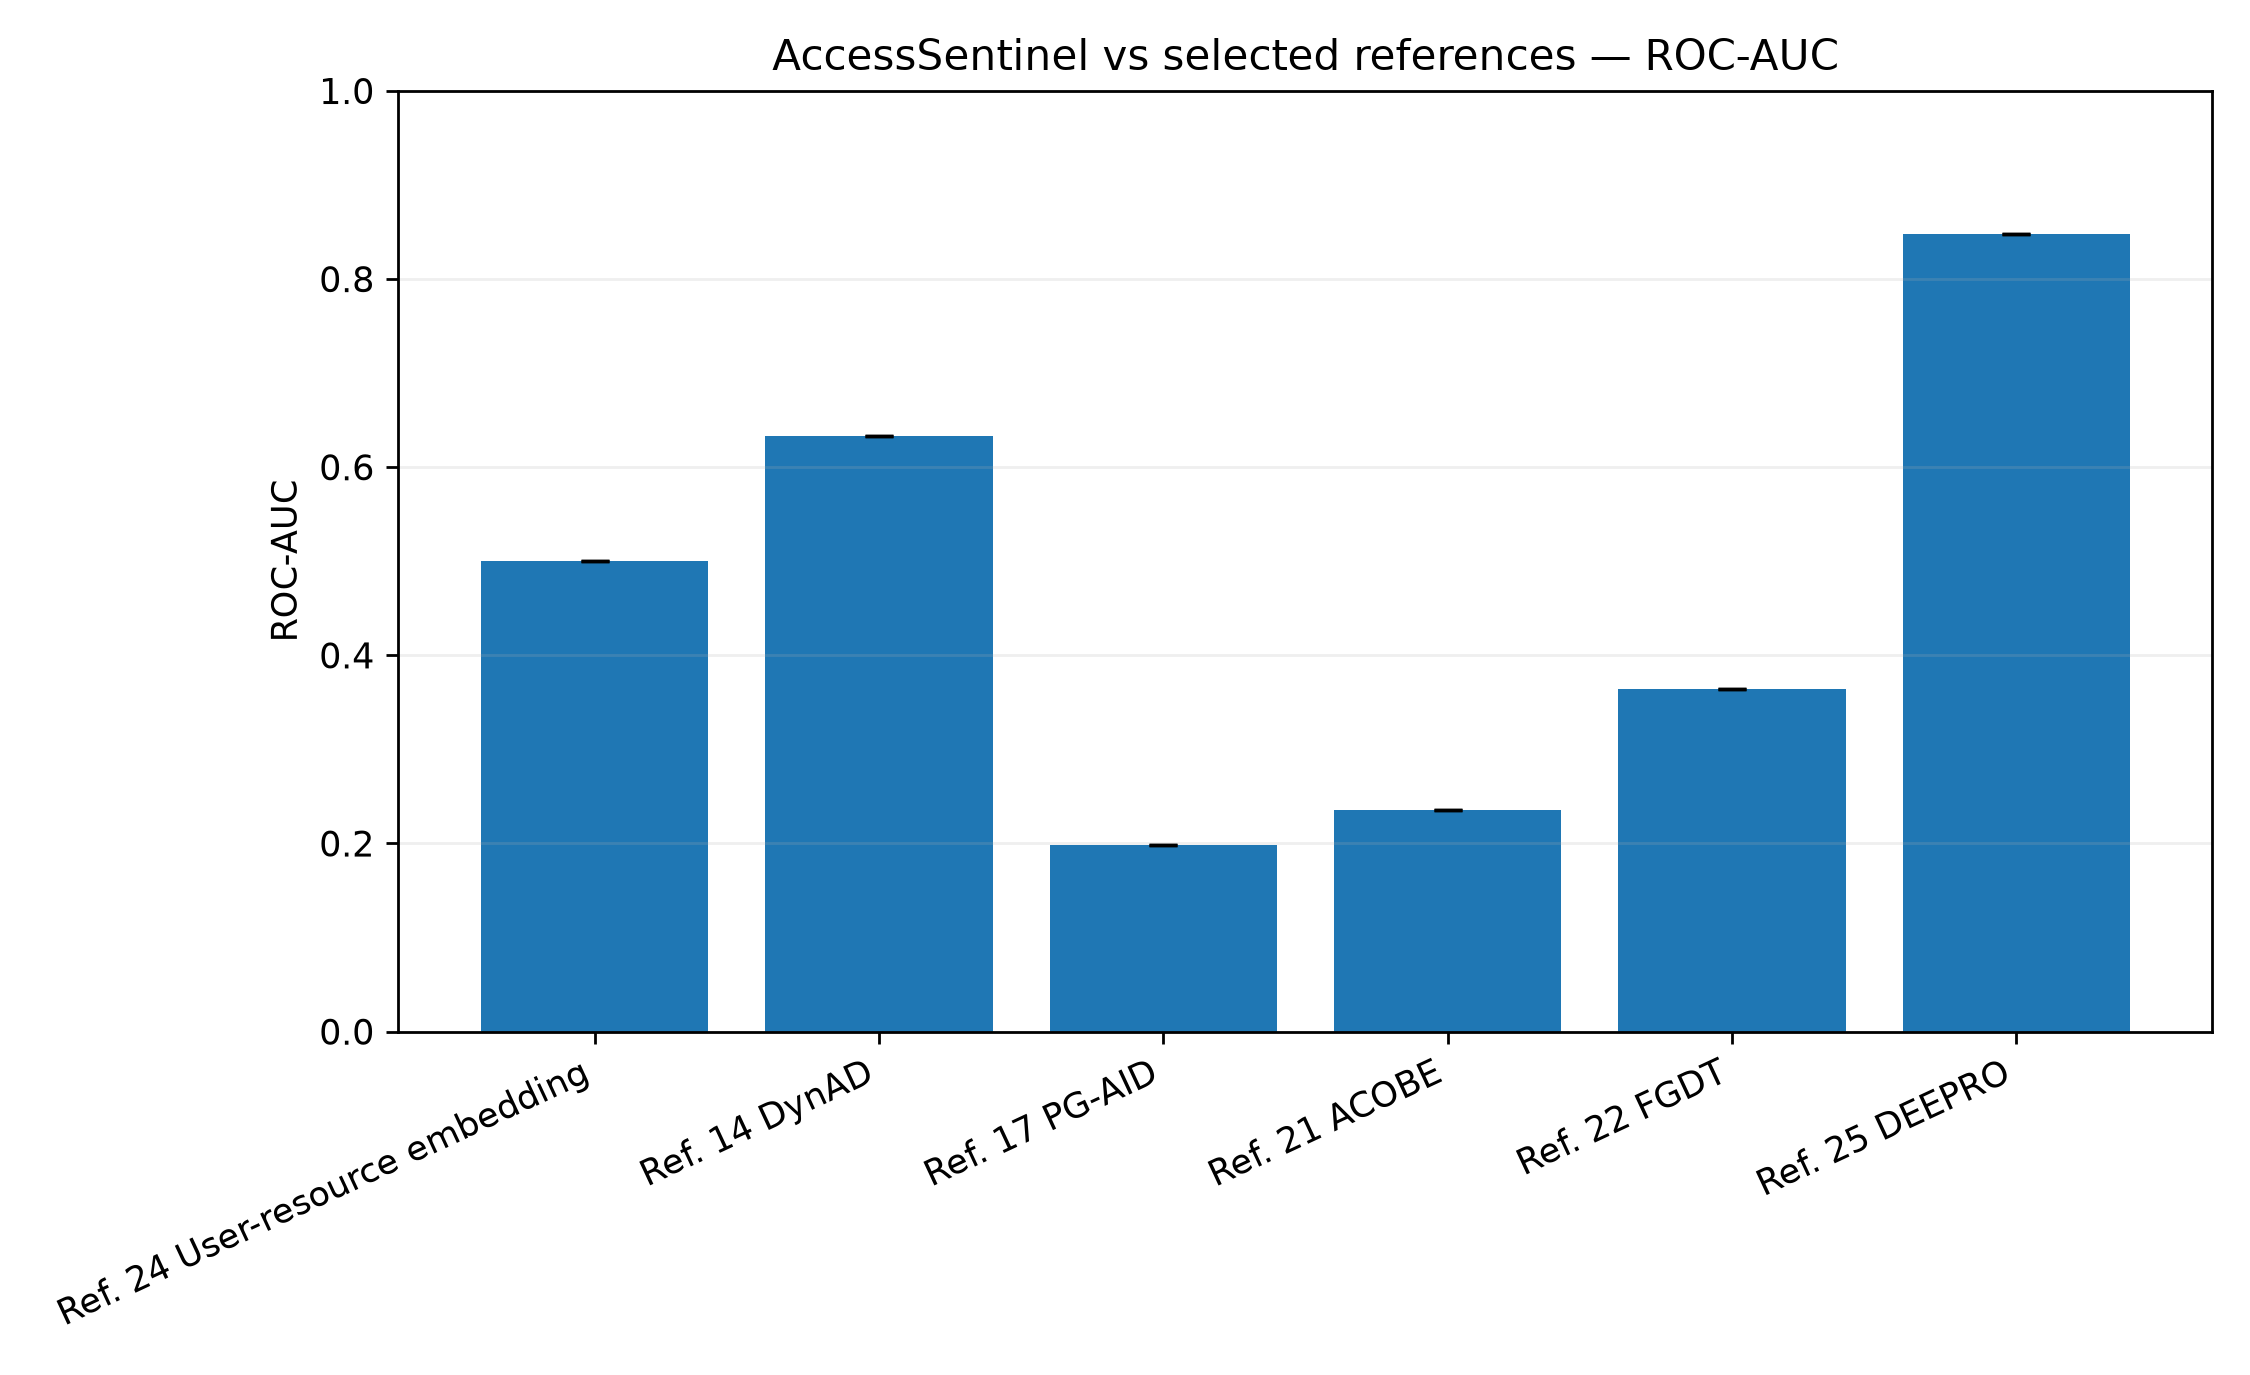 AccessSentinel vs selected references — ROC-AUC
ROC-AUC
1.0
0.8
0.6
0.4
0.2
0.0
Ref. 24 User-resource embedding
Ref. 14 DynAD
Ref. 17 PG-AID
Ref. 21 ACOBE
Ref. 22 FGDT
Ref. 25 DEEPRO